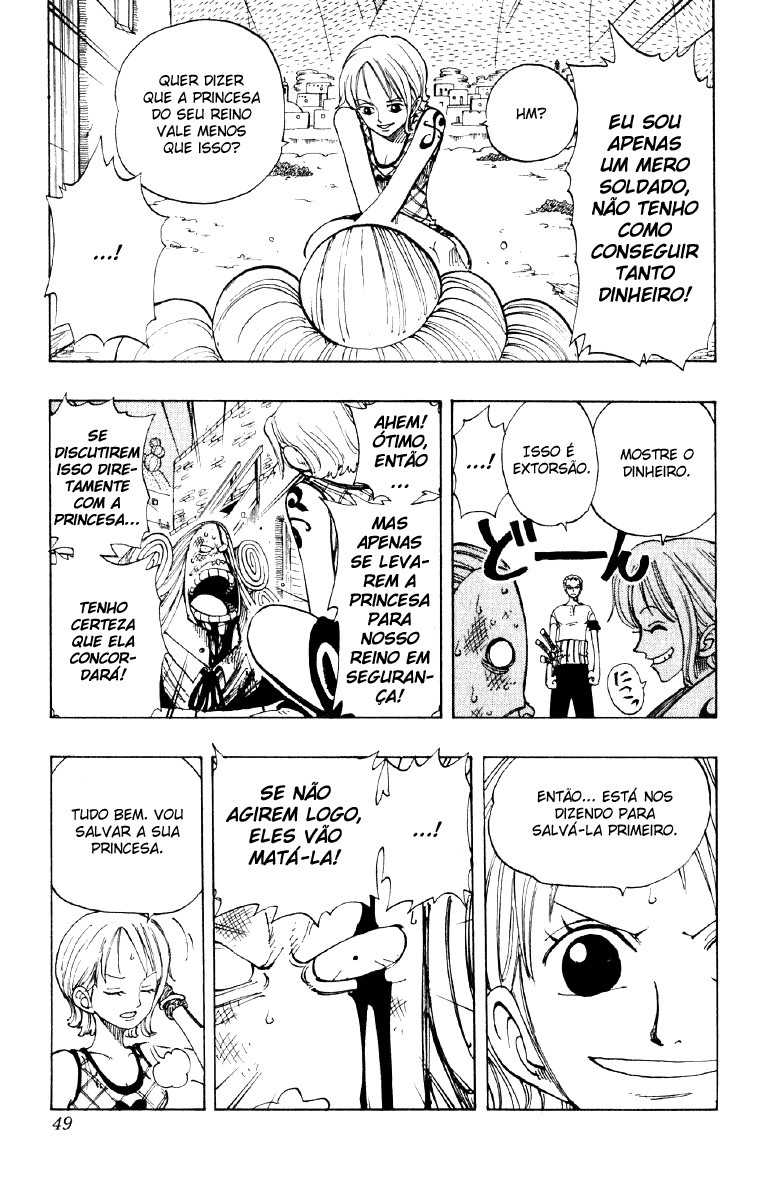 EU SOU
APENAS
UM MERO
SOLDADO,
NÃO TENHO
COMO
CONSEGUIR
TANTO
DINHEIRO!
HM?
QUER DIZER
QUE A PRINCESA
DO SEU REINO
VALE MENOS
QUE ISSO?
...!
MOSTRE O
DINHEIRO.
ISSO É
EXTORSÃO.
...!
どーん
にこっ
AHEM!
ÓTIMO,
ENTÃO
...
MAS
APENAS
SE LEVA-
REM A
PRINCESA
PARA
NOSSO
REINO EM
SEGURAN-
ÇA!
SE
DISCUTIREM
ISSO DIRE-
TAMENTE
COM A
PRINCESA...
TENHO
CERTEZA
QUE ELA
CONCOR-
DARÁ!
ENTÃO... ESTÁ NOS
DIZENDO PARA
SALVÁ-LA PRIMEIRO.
...!
SE NÃO
AGIREM LOGO,
ELES VÃO
MATÁ-LA!
TUDO BEM. VOU
SALVAR A SUA
PRINCESA.
49